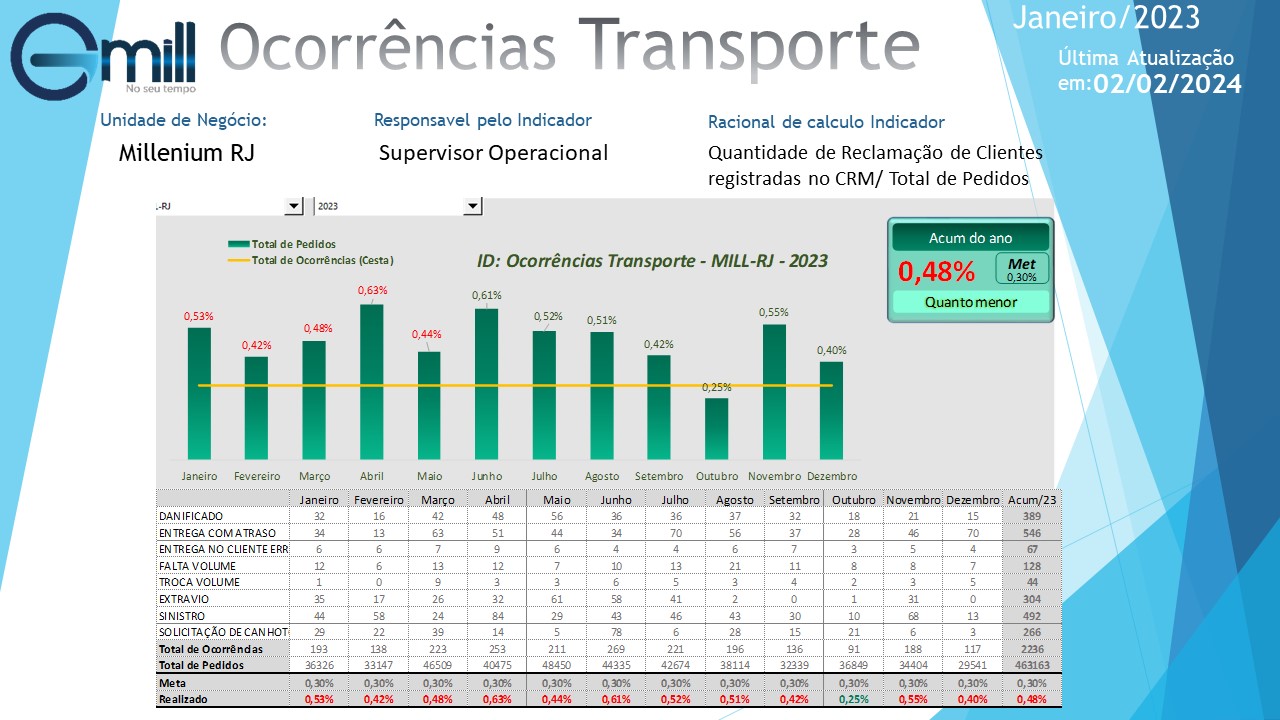 Gmill
No seu tempo
Ocorrências Transporte
Janeiro/2023
Última Atualização
em:02/02/2024
Unidade de Negócio:
Millenium RJ
Responsavel pelo Indicador
Supervisor Operacional
Racional de calculo Indicador
Quantidade de Reclamação de Clientes
registradas no CRM/ Total de Pedidos
.-RJ
2023
Total de Pedidos
Total de Ocorrências (Cesta)
ID: Ocorrências Transporte - MILL-RJ - 2023
Acum do ano
0,48%
Met
0,30%
Quanto menor
0,53%
0,42%
0,48%
0,63%
0,44%
0,61%
0,52%
0,51%
0,42%
0,25%
0,55%
0,40%
Janeiro Fevereiro Março Abril Maio Junho Julho Agosto Setembro Outubro Novembro Dezembro
Janeiro Fevereiro Março Abril Maio Junho Julho Agosto Setembro Outubro Novembro Dezembro Acum/23
DANIFICADO 32 16 42 48 56 36 36 37 32 18 21 15 389
ENTREGA COM ATRASO 34 13 63 51 44 34 70 56 37 28 46 70 546
ENTREGA NO CLIENTE ERR 6 6 7 9 6 4 4 6 7 3 5 4 67
FALTA VOLUME 12 6 13 12 7 10 13 21 11 8 8 7 128
TROCA VOLUME 1 0 9 3 3 6 5 3 4 2 3 5 44
EXTRAVIO 35 17 26 32 61 58 41 2 0 1 31 0 304
SINISTRO 44 58 24 84 29 43 46 43 30 10 68 13 492
SOLICITAÇÃO DE CANHOT 29 22 39 14 5 78 6 28 15 21 6 3 266
Total de Ocorrências 193 138 223 253 211 269 221 196 136 91 188 117 2236
Total de Pedidos 36326 33147 46509 40475 48450 44335 42674 38114 32339 36849 34404 29541 463163
Meta 0,30% 0,30% 0,30% 0,30% 0,30% 0,30% 0,30% 0,30% 0,30% 0,30% 0,30% 0,30% 0,30%
Realizado 0,53% 0,42% 0,48% 0,63% 0,44% 0,61% 0,52% 0,51% 0,42% 0,25% 0,55% 0,40% 0,48%